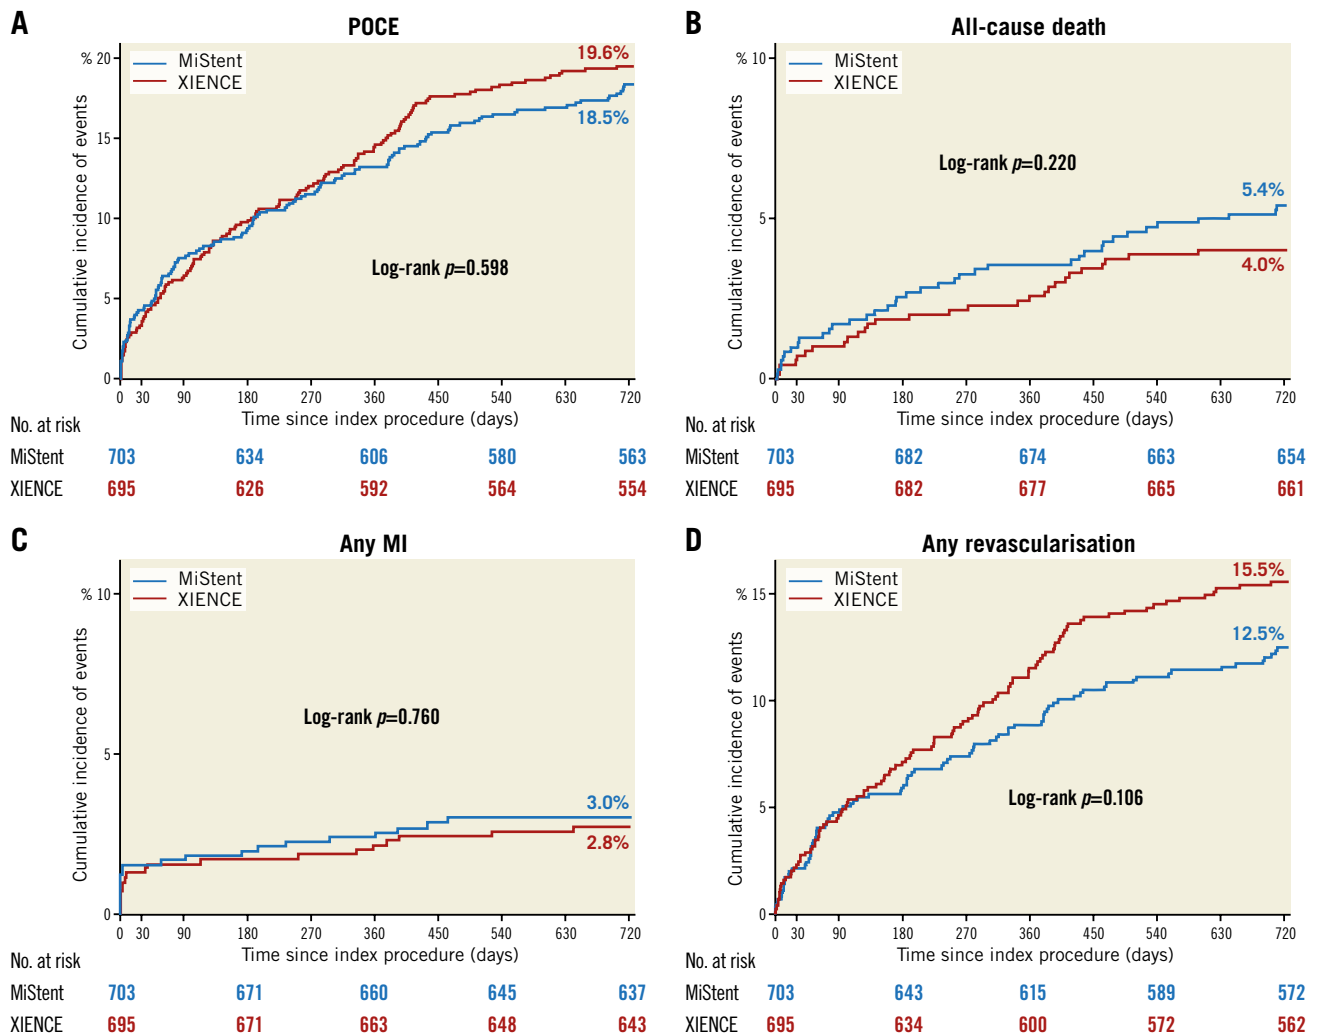 A
POCE
% 20
15
10
5
0
MiStent
XIENCE
19.6%
18.5%
Log-rank p=0.598
Cumulative incidence of events
0 30 90 180 270 360 450 540 630 720
Time since index procedure (days)
No. at risk
MiStent 703 634 606 580 563
XIENCE 695 626 592 564 554
B
All-cause death
% 10
5
0
MiStent
XIENCE
Log-rank p=0.220
5.4%
4.0%
Cumulative incidence of events
0 30 90 180 270 360 450 540 630 720
Time since index procedure (days)
No. at risk
MiStent 703 682 674 663 654
XIENCE 695 682 677 665 661
C
Any MI
% 10
5
0
MiStent
XIENCE
Log-rank p=0.760
3.0%
2.8%
Cumulative incidence of events
0 30 90 180 270 360 450 540 630 720
Time since index procedure (days)
No. at risk
MiStent 703 671 660 645 637
XIENCE 695 671 663 648 643
D
Any revascularisation
% 15
10
5
0
MiStent
XIENCE
15.5%
12.5%
Log-rank p=0.106
Cumulative incidence of events
0 30 90 180 270 360 450 540 630 720
Time since index procedure (days)
No. at risk
MiStent 703 643 615 589 572
XIENCE 695 634 600 572 562